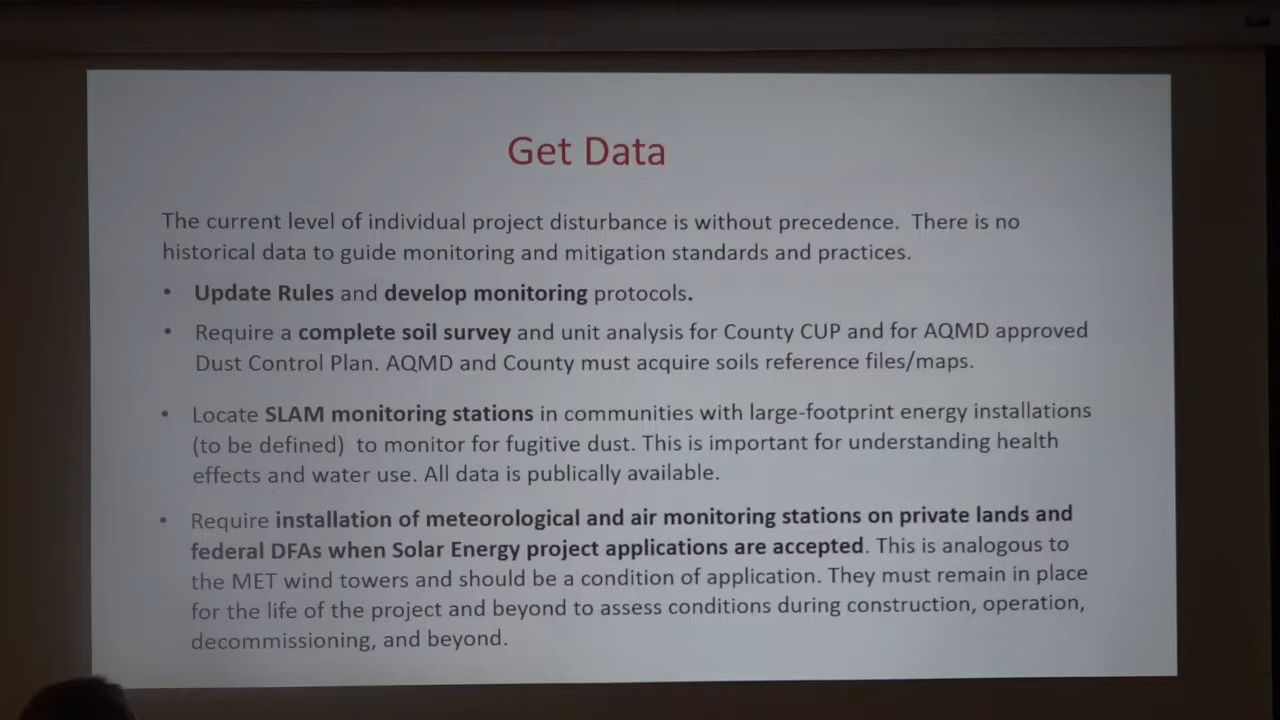 Get Data
The current level of individual project disturbance is without precedence.  There is no
historical data to guide monitoring and mitigation standards and practices.
• Update Rules and develop monitoring protocols.
• Require a complete soil survey and unit analysis for County CUP and for AQMD approved
Dust Control Plan. AQMD and County must acquire soils reference files/maps.
• Locate SLAM monitoring stations in communities with large-footprint energy installations
(to be defined)  to monitor for fugitive dust. This is important for understanding health
effects and water use. All data is publically available.
• Require installation of meteorological and air monitoring stations on private lands and
federal DFAs when Solar Energy project applications are accepted. This is analogous to
the MET wind towers and should be a condition of application. They must remain in place
for the life of the project and beyond to assess conditions during construction, operation,
decommissioning, and beyond.